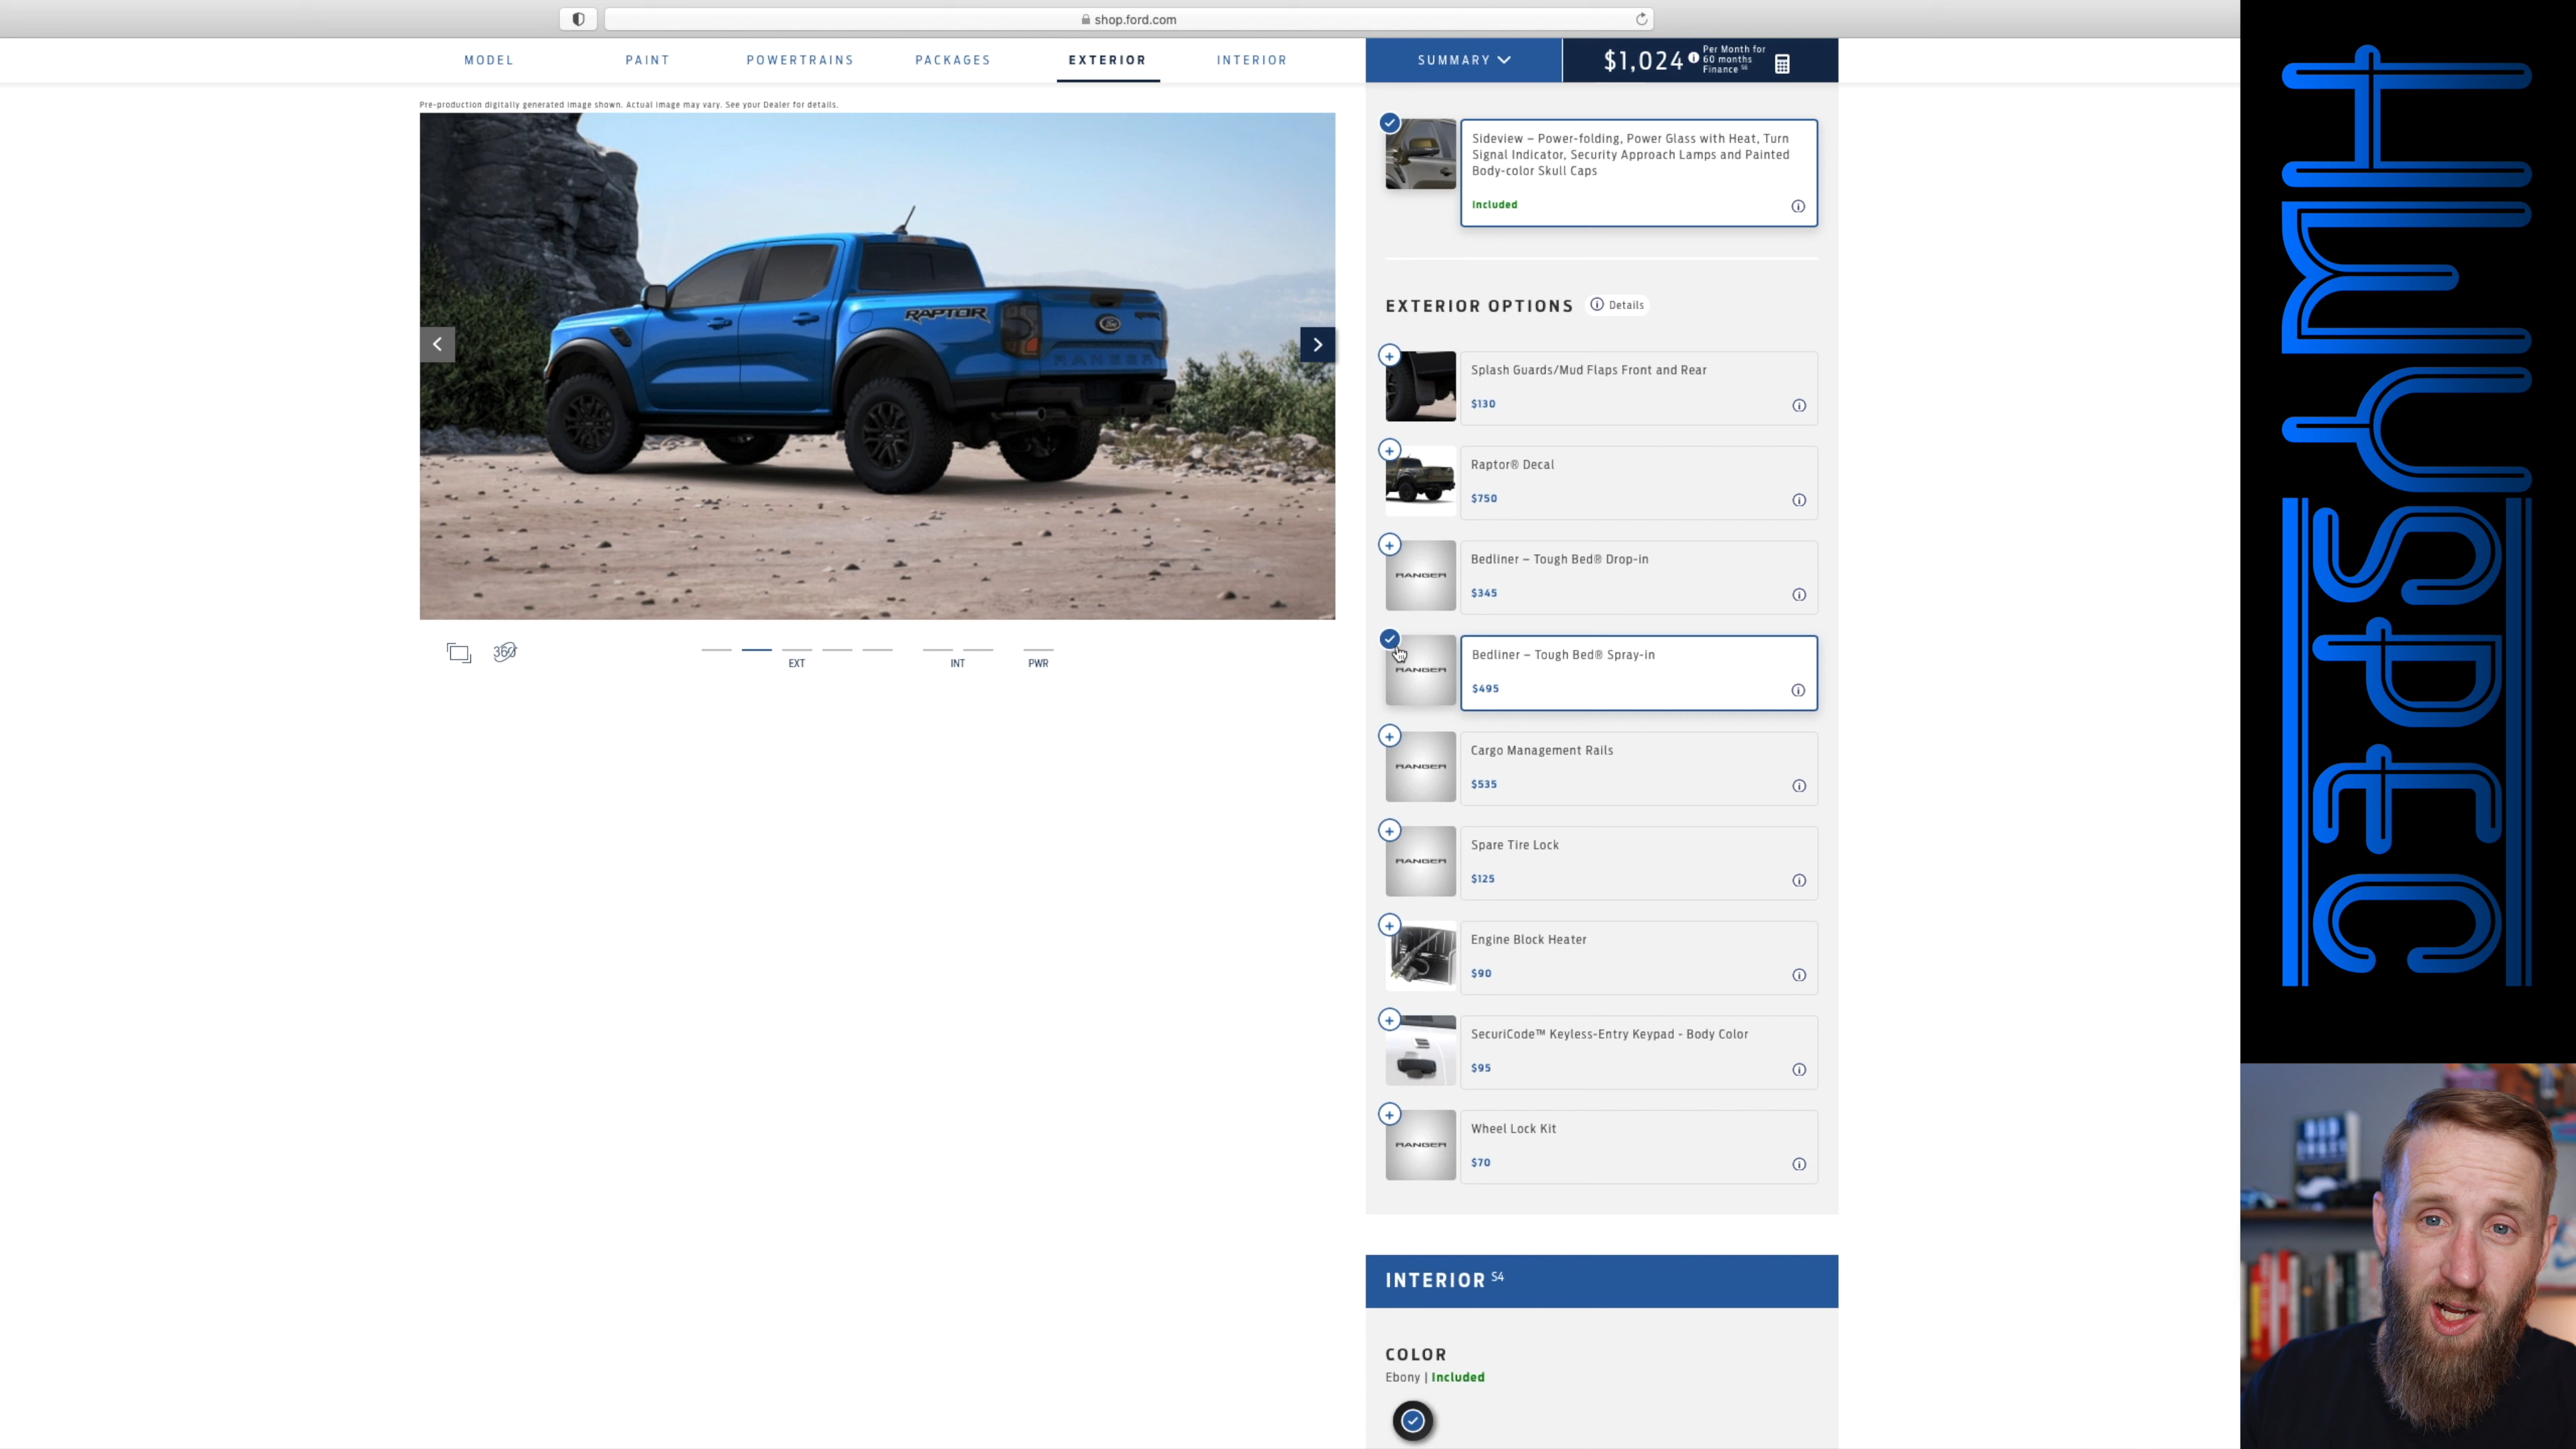 shop.ford.com
MODEL
PAINT
POWERTRAINS
PACKAGES
EXTERIOR
INTERIOR
SUMMARY
$1,024
Per Month for
60 months
Finance S6
Pre-production digitally generated image shown. Actual image may vary. See your Dealer for details.
RAPTOR
Ford
RANGER
360
EXT
INT
PWR
Sideview – Power-folding, Power Glass with Heat, Turn
Signal Indicator, Security Approach Lamps and Painted
Body-color Skull Caps
Included
EXTERIOR OPTIONS
Details
Splash Guards/Mud Flaps Front and Rear
$130
Raptor® Decal
$750
RANGER
Bedliner – Tough Bed® Drop-in
$345
RANGER
Bedliner – Tough Bed® Spray-in
$495
RANGER
Cargo Management Rails
$535
RANGER
Spare Tire Lock
$125
Engine Block Heater
$90
SecuriCode™ Keyless-Entry Keypad - Body Color
$95
RANGER
Wheel Lock Kit
$70
INTERIOR S4
COLOR
Ebony | Included